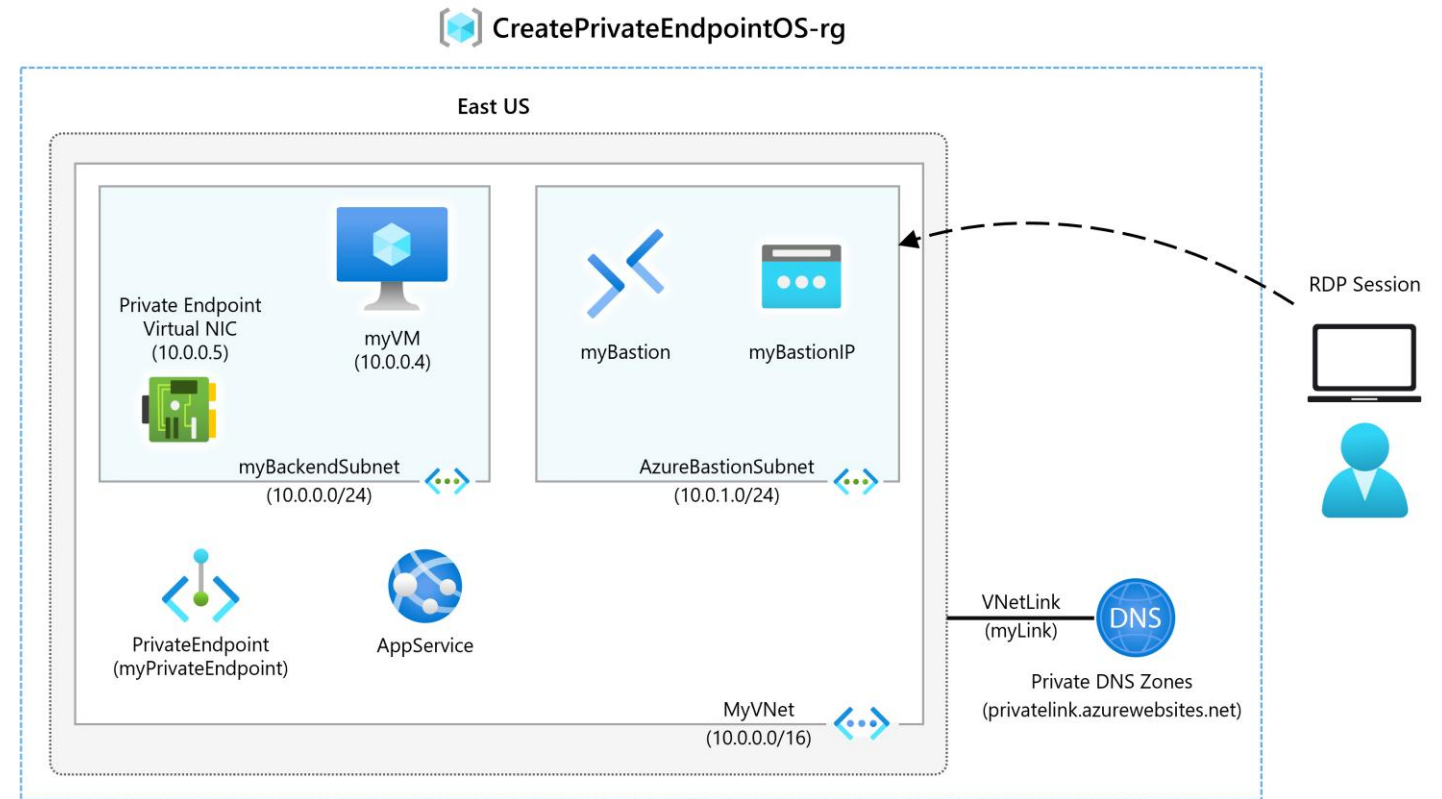 CreatePrivateEndpointOS-rg
East US
Private Endpoint
Virtual NIC
(10.0.0.5)
myVM
(10.0.0.4)
myBackendSubnet
(10.0.0.0/24)
myBastion
myBastionIP
AzureBastionSubnet
(10.0.1.0/24)
RDP Session
PrivateEndpoint
(myPrivateEndpoint)
AppService
MyVNet
(10.0.0.0/16)
VNetLink
(myLink)
DNS
Private DNS Zones
(privatelink.azurewebsites.net)